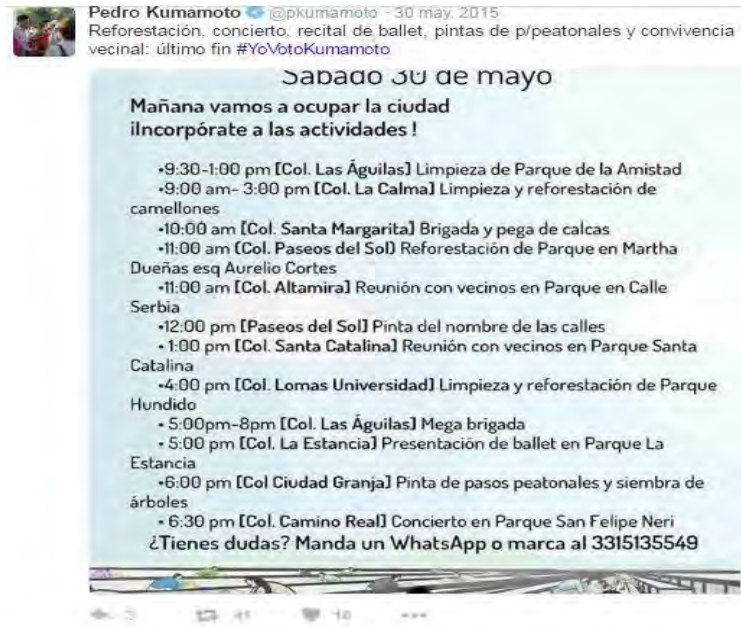 Pedro Kumamoto @pkumamoto - 30 may. 2015
Reforestación, concierto, recital de ballet, pintas de p/peatonales y convivencia
vecinal: último fin #YoVotoKumamoto
Sábado 30 de mayo
Mañana vamos a ocupar la ciudad
¡Incorpórate a las actividades !
•9:30-1:00 pm [Col. Las Águilas] Limpieza de Parque de la Amistad
•9:00 am- 3:00 pm [Col. La Calma] Limpieza y reforestación de
camellones
•10:00 am [Col. Santa Margarita] Brigada y pega de calcas
•11:00 am (Col. Paseos del Sol) Reforestación de Parque en Martha
Dueñas esq Aurelio Cortes
•11:00 am [Col. Altamira] Reunión con vecinos en Parque en Calle
Serbia
•12:00 pm [Paseos del Sol] Pinta del nombre de las calles
• 1:00 pm [Col. Santa Catalina] Reunión con vecinos en Parque Santa
Catalina
•4:00 pm [Col. Lomas Universidad] Limpieza y reforestación de Parque
Hundido
• 5:00pm-8pm [Col. Las Águilas] Mega brigada
• 5:00 pm [Col. La Estancia] Presentación de ballet en Parque La
Estancia
•6:00 pm [Col Ciudad Granja] Pinta de pasos peatonales y siembra de
árboles
• 6:30 pm [Col. Camino Real] Concierto en Parque San Felipe Neri
¿Tienes dudas? Manda un WhatsApp o marca al 3315135549